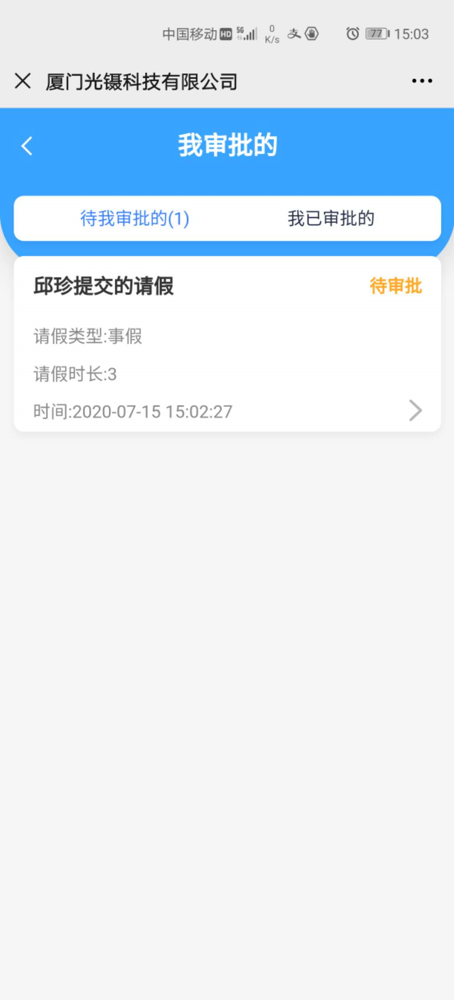 中国移动 HD 5G 0 K/s 支 77 15:03
厦门光镊科技有限公司
我审批的
待我审批的(1) 我已审批的
邱珍提交的请假 待审批
请假类型:事假
请假时长:3
时间:2020-07-15 15:02:27